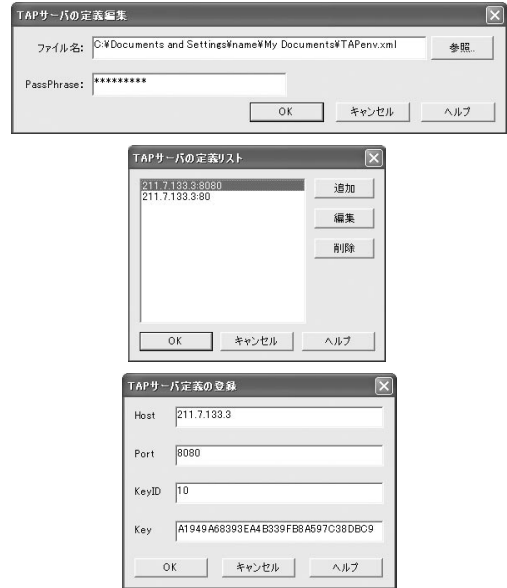 TAPサーバの定義編集
ファイル名: C:¥Documents and Settings¥name¥My Documents¥TAPenv.xml 参照..
PassPhrase: *********
OK キャンセル ヘルプ
TAPサーバの定義リスト
211.7.133.3:8080 追加
211.7.133.3:80
編集
削除
OK キャンセル ヘルプ
TAPサーバ定義の登録
Host 211.7.133.3
Port 8080
KeyID 10
Key A1949A68393EA4B339FB8A597C38DBC9
OK キャンセル ヘルプ